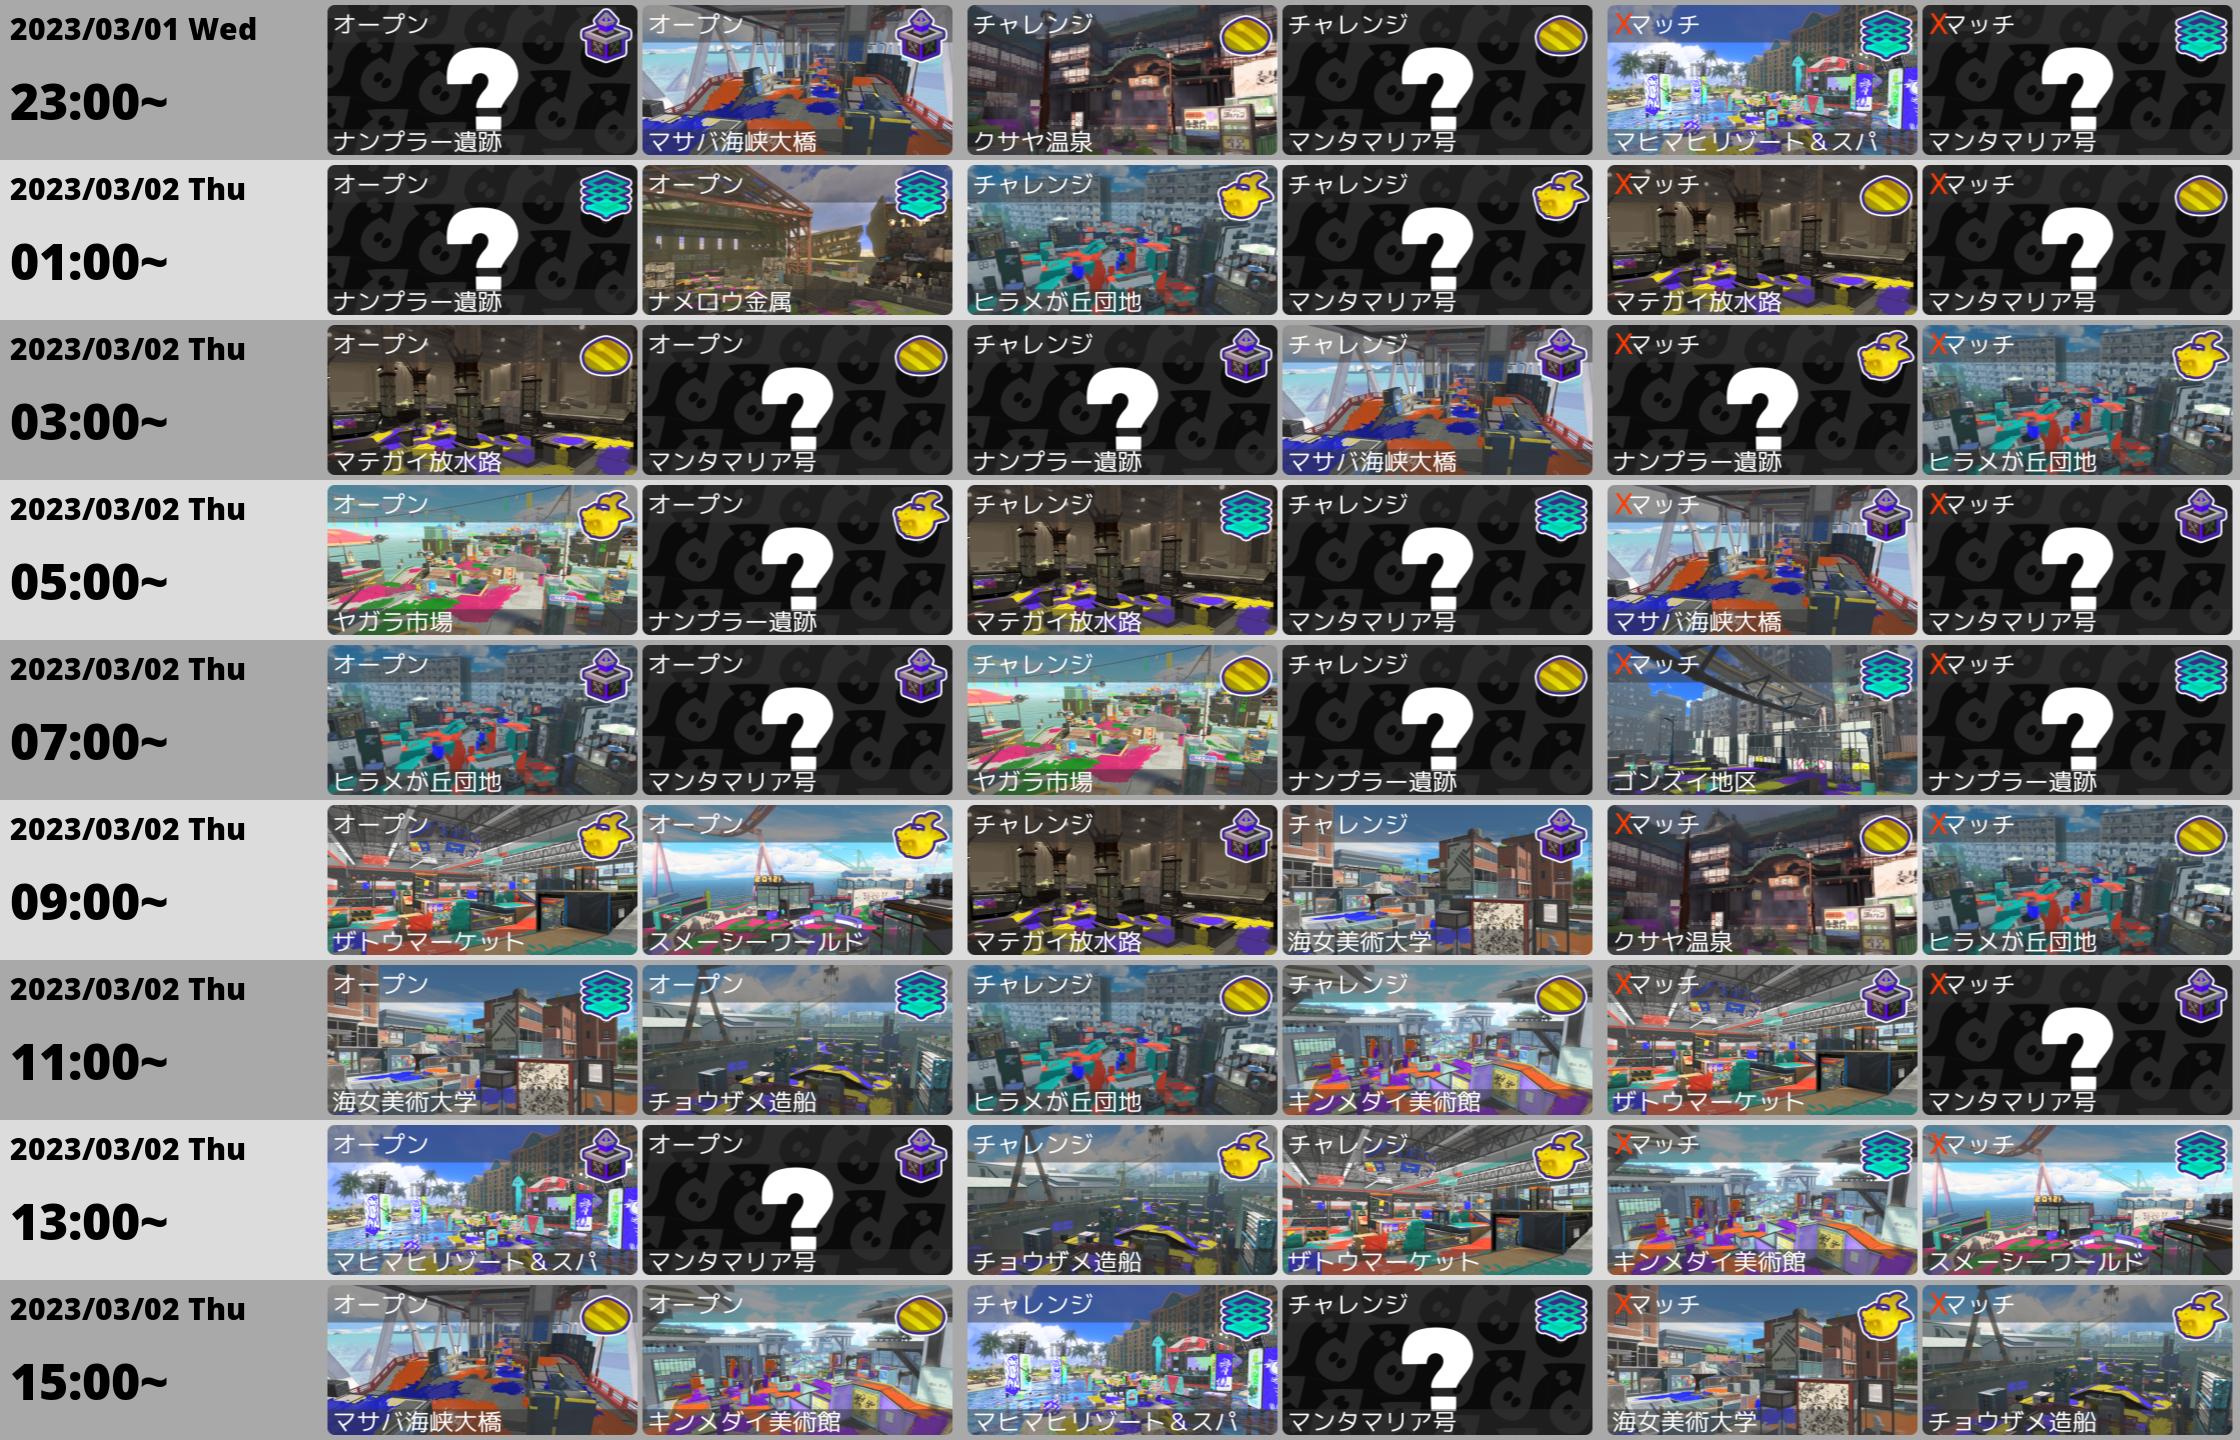 2023/03/01 Wed
23:00~
オープン
ナンプラー遺跡
オープン
マサバ海峡大橋
チャレンジ
クサヤ温泉
チャレンジ
マンタマリア号
Xマッチ
マヒマヒリゾート＆スパ
Xマッチ
マンタマリア号
2023/03/02 Thu
01:00~
オープン
ナンプラー遺跡
オープン
ナメロウ金属
チャレンジ
ヒラメが丘団地
チャレンジ
マンタマリア号
Xマッチ
マテガイ放水路
Xマッチ
マンタマリア号
2023/03/02 Thu
03:00~
オープン
マテガイ放水路
オープン
マンタマリア号
チャレンジ
ナンプラー遺跡
チャレンジ
マサバ海峡大橋
Xマッチ
ナンプラー遺跡
Xマッチ
ヒラメが丘団地
2023/03/02 Thu
05:00~
オープン
ヤガラ市場
オープン
ナンプラー遺跡
チャレンジ
マテガイ放水路
チャレンジ
マンタマリア号
Xマッチ
マサバ海峡大橋
Xマッチ
マンタマリア号
2023/03/02 Thu
07:00~
オープン
ヒラメが丘団地
オープン
マンタマリア号
チャレンジ
ヤガラ市場
チャレンジ
ナンプラー遺跡
Xマッチ
ゴンズイ地区
Xマッチ
ナンプラー遺跡
2023/03/02 Thu
09:00~
オープン
ザトウマーケット
オープン
スメーシーワールド
チャレンジ
マテガイ放水路
チャレンジ
海女美術大学
Xマッチ
クサヤ温泉
Xマッチ
ヒラメが丘団地
2023/03/02 Thu
11:00~
オープン
海女美術大学
オープン
チョウザメ造船
チャレンジ
ヒラメが丘団地
チャレンジ
キンメダイ美術館
Xマッチ
ザトウマーケット
Xマッチ
マンタマリア号
2023/03/02 Thu
13:00~
オープン
マヒマヒリゾート＆スパ
オープン
マンタマリア号
チャレンジ
チョウザメ造船
チャレンジ
ザトウマーケット
Xマッチ
キンメダイ美術館
Xマッチ
スメーシーワールド
2023/03/02 Thu
15:00~
オープン
マサバ海峡大橋
オープン
キンメダイ美術館
チャレンジ
マヒマヒリゾート＆スパ
チャレンジ
マンタマリア号
Xマッチ
海女美術大学
Xマッチ
チョウザメ造船